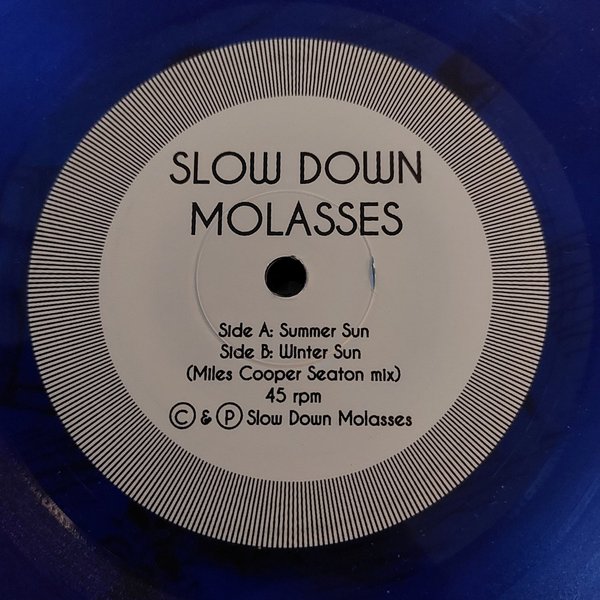 SLOW DOWN
MOLASSES
Side A: Summer Sun
Side B: Winter Sun
(Miles Cooper Seaton mix)
45 rpm
Ⓒ & Ⓟ Slow Down Molasses